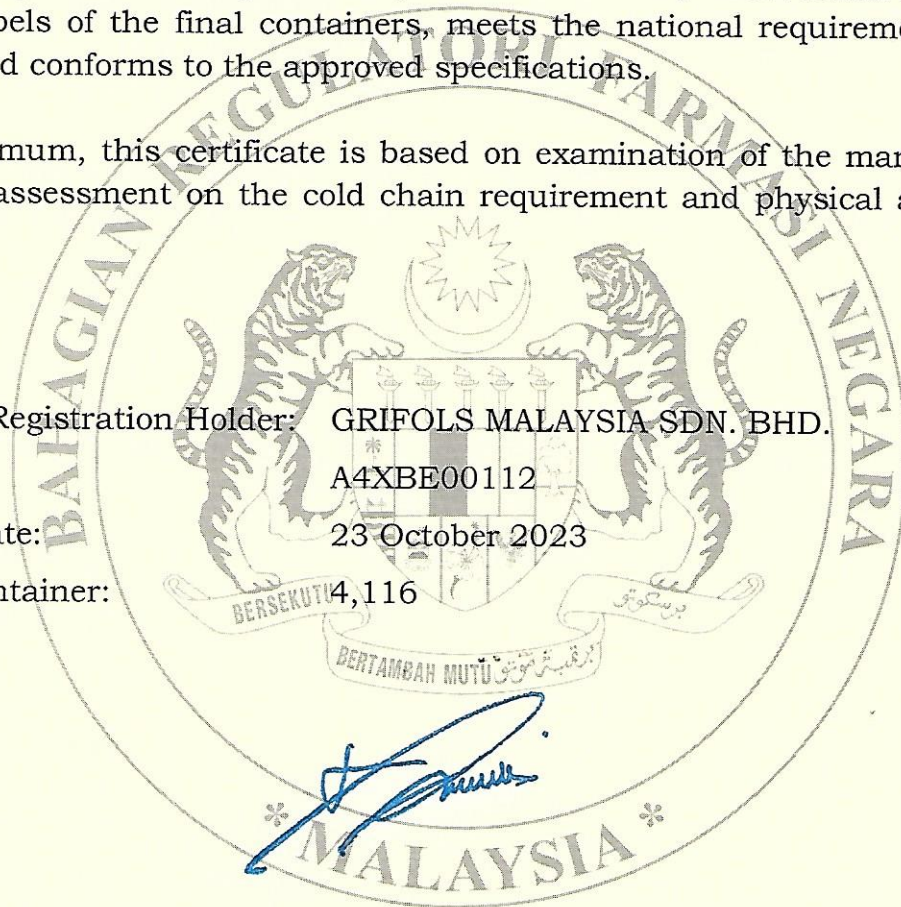 bels of the final containers, meets the national requireme
d conforms to the approved specifications.
mum, this certificate is based on examination of the man
assessment on the cold chain requirement and physical a
Registration Holder: GRIFOLS MALAYSIA SDN. BHD.
A4XBE00112
te: 23 October 2023
ntainer: 4,116
BAHAGIAN REGULATORI FARMASI NEGARA
BERSEKUTU
برسكوتو
BERTAMBAH MUTU
* MALAYSIA *